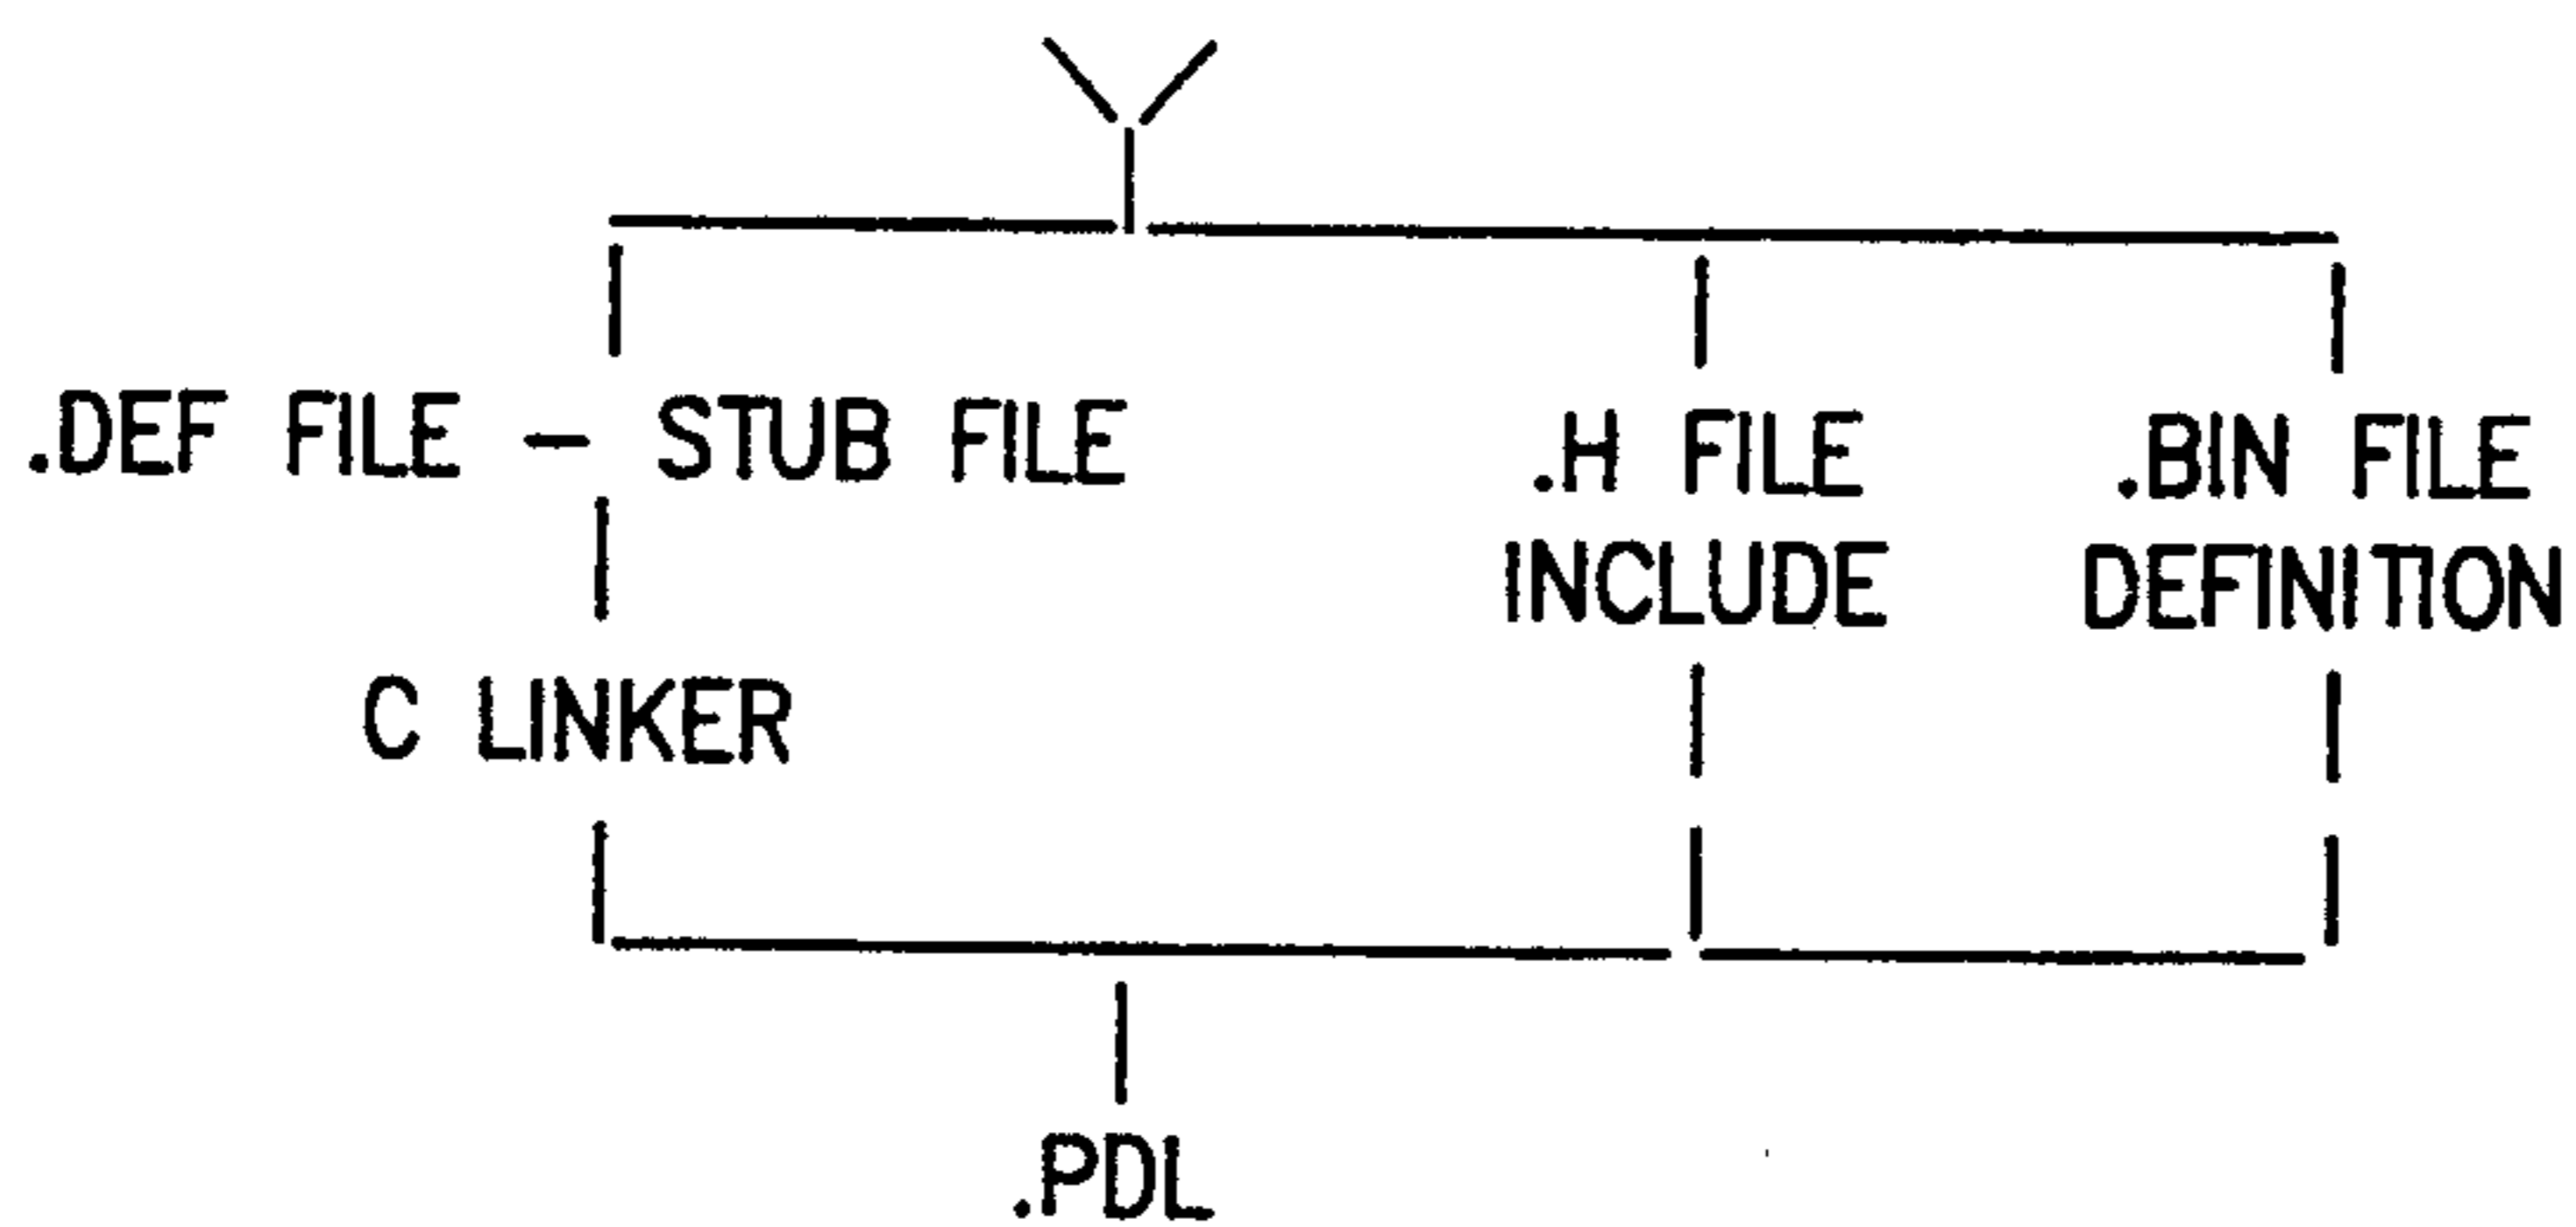 .DEF FILE - STUB FILE
.H FILE
INCLUDE
.BIN FILE
DEFINITION
C LINKER
.PDL